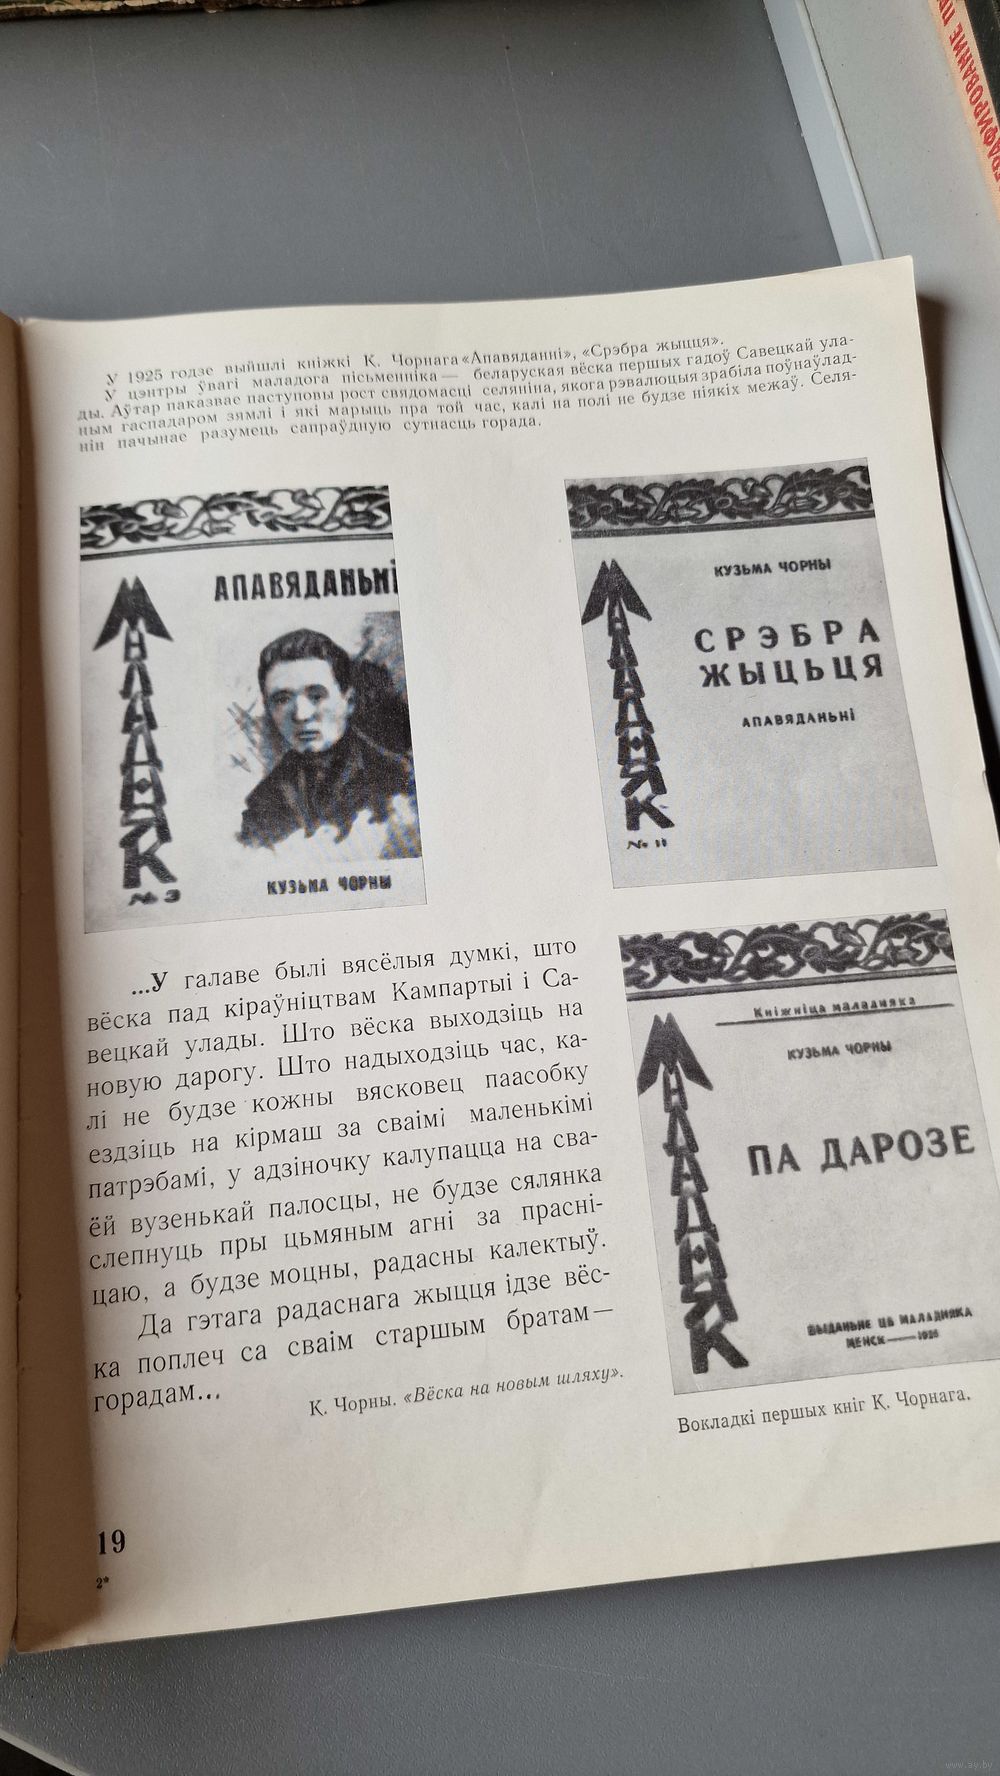 ГРАФИРОВАНИЕ
У 1925 годзе выйшлі кніжкі К. Чорнага «Апавяданні», «Срэбра жыцця».
У цэнтры ўвагі маладога пісьменніка — беларуская вёска першых гадоў Савецкай ула-
ды. Аўтар паказвае паступовы рост свядомасці селяніна, якога рэвалюцыя зрабіла поўнаўлад-
ным гаспадаром зямлі і які марыць пра той час, калі на полі не будзе ніякіх межаў. Селя-
нін пачынае разумець сапраўдную сутнасць горада.
АПАВЯДАНЬНІ
МАЛАДНЯК
№ 3
КУЗЬМА ЧОРНЫ
КУЗЬМА ЧОРНЫ
СРЭБРА
ЖЫЦЬЦЯ
АПАВЯДАНЬНІ
МАЛАДНЯК
№ 11
...У галаве былі вясёлыя думкі, што
вёска пад кіраўніцтвам Кампартыі і Са-
вецкай улады. Што вёска выходзіць на
новую дарогу. Што надыходзіць час, ка-
лі не будзе кожны вясковец паасобку
ездзіць на кірмаш за сваімі маленькімі
патрэбамі, у адзіночку калупацца на сва-
ёй вузенькай палосцы, не будзе сялянка
слепнуць пры цьмяным агні за прасні-
цаю, а будзе моцны, радасны калектыў.
Да гэтага радаснага жыцця ідзе вёс-
ка поплеч са сваім старшым братам —
горадам...
К. Чорны. «Вёска на новым шляху».
Кніжніца маладняка
КУЗЬМА ЧОРНЫ
ПА ДАРОЗЕ
МАЛАДНЯК
ВЫДАНЬНЕ ЦБ МАЛАДНЯКА
МЕНСК — 1926
Вокладкі першых кніг К. Чорнага.
19
2*
www.ay.by